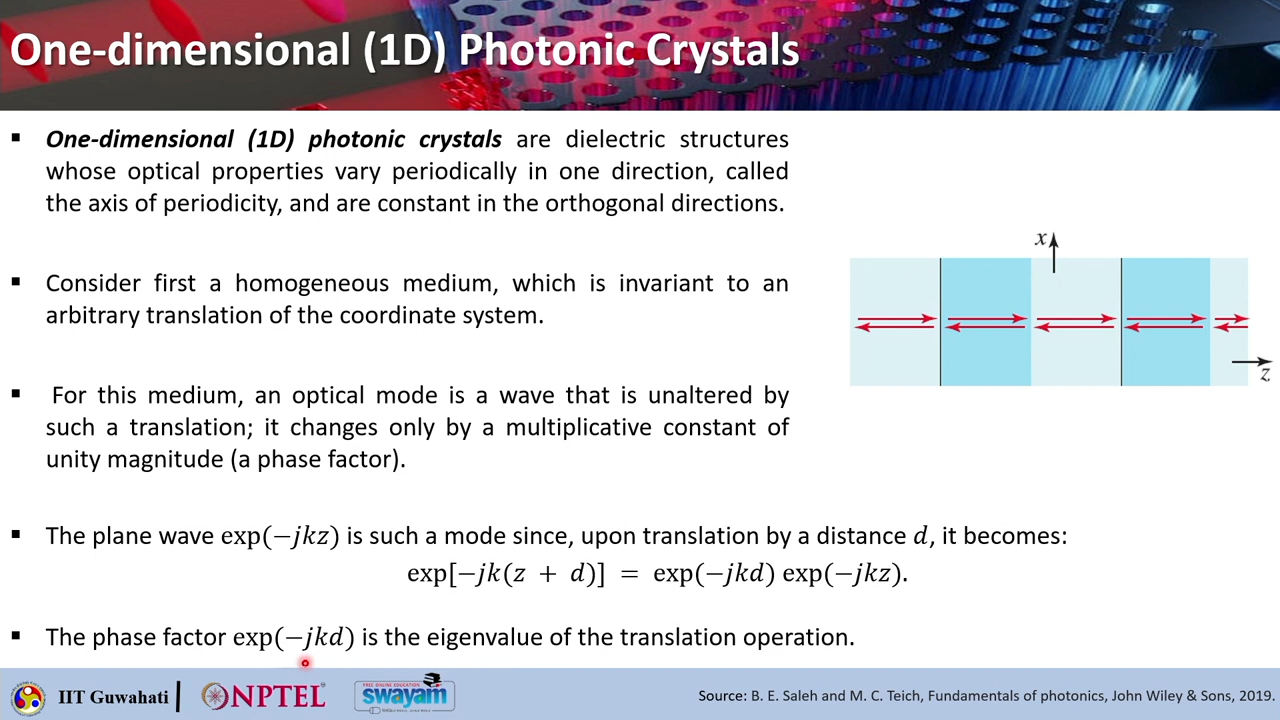 One-dimensional (1D) Photonic Crystals
▪ One-dimensional (1D) photonic crystals are dielectric structures
whose optical properties vary periodically in one direction, called
the axis of periodicity, and are constant in the orthogonal directions.
▪ Consider first a homogeneous medium, which is invariant to an
arbitrary translation of the coordinate system.
▪ For this medium, an optical mode is a wave that is unaltered by
such a translation; it changes only by a multiplicative constant of
unity magnitude (a phase factor).
x
z
▪ The plane wave exp(−jkz) is such a mode since, upon translation by a distance d, it becomes:
exp[−jk(z + d)] = exp(−jkd) exp(−jkz).
▪ The phase factor exp(−jkd) is the eigenvalue of the translation operation.
IIT Guwahati
NPTEL
FREE ONLINE EDUCATION
swayam
Source: B. E. Saleh and M. C. Teich, Fundamentals of photonics, John Wiley & Sons, 2019.